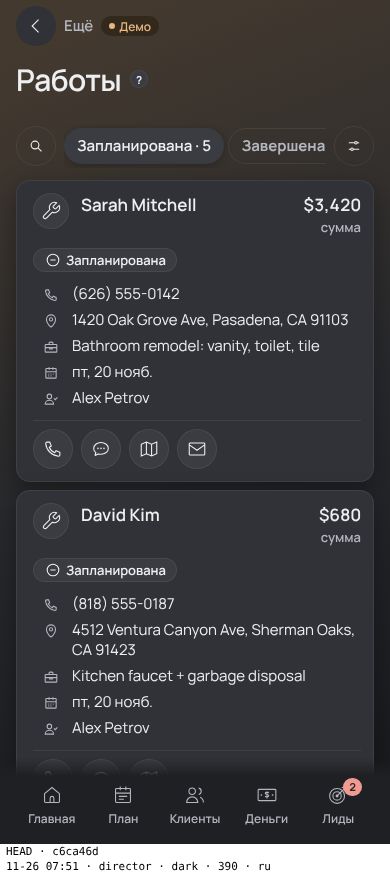 Ещё
Демо
Работы ?
Запланирована · 5
Завершена
Sarah Mitchell
$3,420
сумма
Запланирована
(626) 555-0142
1420 Oak Grove Ave, Pasadena, CA 91103
Bathroom remodel: vanity, toilet, tile
пт, 20 нояб.
Alex Petrov
David Kim
$680
сумма
Запланирована
(818) 555-0187
4512 Ventura Canyon Ave, Sherman Oaks,
CA 91423
Kitchen faucet + garbage disposal
пт, 20 нояб.
Alex Petrov
2
Главная План Клиенты Деньги Лиды
HEAD · c6ca46d
11-26 07:51 · director · dark · 390 · ru